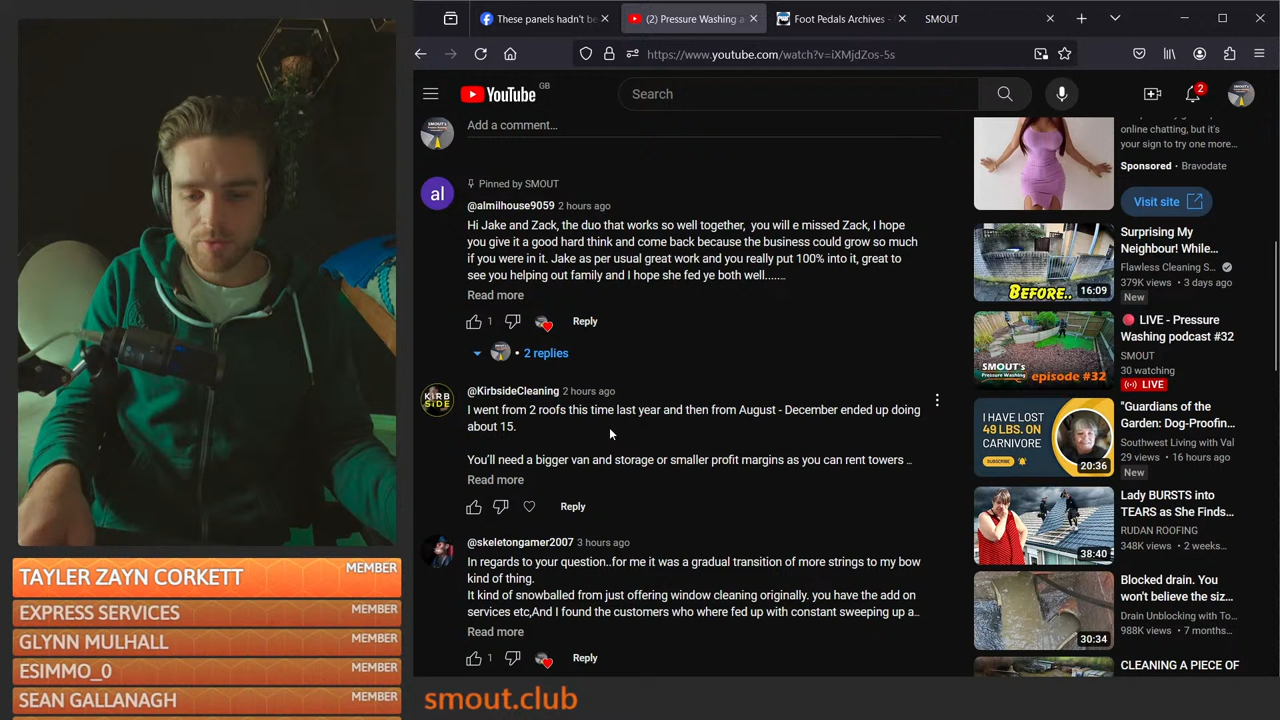 These panels hadn't be
(2) Pressure Washing a
Foot Pedals Archives -
SMOUT
https://www.youtube.com/watch?v=iXMjdZos-5s
YouTube GB
Search
2
Add a comment...
Pinned by SMOUT
al
@almilhouse9059 2 hours ago
Hi Jake and Zack, the duo that works so well together, you will e missed Zack, I hope
you give it a good hard think and come back because the business could grow so much
if you were in it. Jake as per usual great work and you really put 100% into it, great to
see you helping out family and I hope she fed ye both well......
Read more
1
Reply
2 replies
KIRB
SIDE
@KirbsideCleaning 2 hours ago
I went from 2 roofs this time last year and then from August - December ended up doing
about 15.
You'll need a bigger van and storage or smaller profit margins as you can rent towers ..
Read more
Reply
@skeletongamer2007 3 hours ago
In regards to your question..for me it was a gradual transition of more strings to my bow
kind of thing.
It kind of snowballed from just offering window cleaning originally. you have the add on
services etc,And I found the customers who where fed up with constant sweeping up a..
Read more
1
Reply
online chatting, but it's
your sign to try one more...
Sponsored • Bravodate
Visit site
BEFORE..
16:09
Surprising My
Neighbour! While...
Flawless Cleaning S...
379K views • 3 days ago
New
SMOUT's
Pressure Washing
episode #32
LIVE - Pressure
Washing podcast #32
SMOUT
30 watching
LIVE
I HAVE LOST
49 LBS. ON
CARNIVORE
SUBSCRIBE
20:36
"Guardians of the
Garden: Dog-Proofin...
Southwest Living with Val
29 views • 16 hours ago
New
38:40
Lady BURSTS into
TEARS as She Finds...
RUDAN ROOFING
348K views • 2 weeks...
30:34
Blocked drain. You
won't believe the siz...
Drain Unblocking with To...
988K views • 7 months...
CLEANING A PIECE OF
TAYLER ZAYN CORKETT MEMBER
EXPRESS SERVICES MEMBER
GLYNN MULHALL MEMBER
ESIMMO_0 MEMBER
SEAN GALLANAGH MEMBER
smout.club